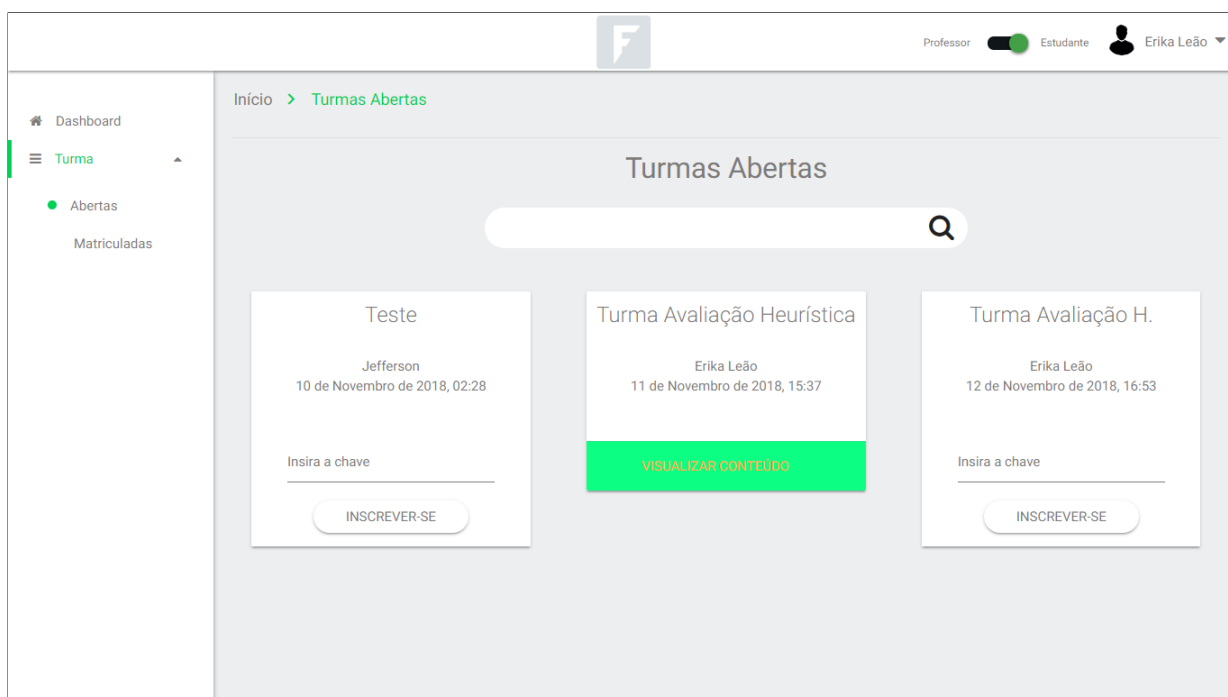 Professor
Estudante
Erika Leão
Início > Turmas Abertas
Dashboard
Turma
Abertas
Matriculadas
Turmas Abertas
Teste
Jefferson
10 de Novembro de 2018, 02:28
Insira a chave
INSCREVER-SE
Turma Avaliação Heurística
Erika Leão
11 de Novembro de 2018, 15:37
VISUALIZAR CONTEÚDO
Turma Avaliação H.
Erika Leão
12 de Novembro de 2018, 16:53
Insira a chave
INSCREVER-SE